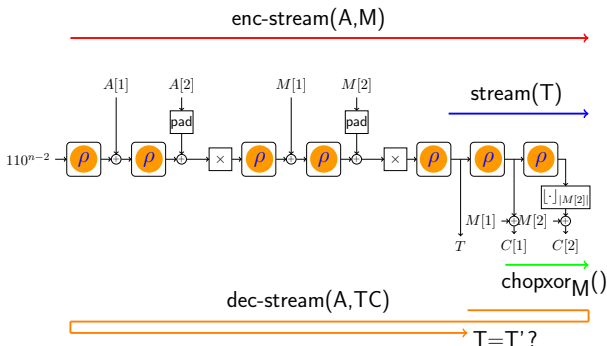 enc-stream(A,M)
A[1] A[2] M[1] M[2] stream(T)
pad pad
110ⁿ⁻² ρ ρ × ρ ρ × ρ ρ ρ
⌊·⌋|M[2]|
M[1] M[2]
T C[1] C[2]
chopxor_M()
dec-stream(A,TC)
T=T'?